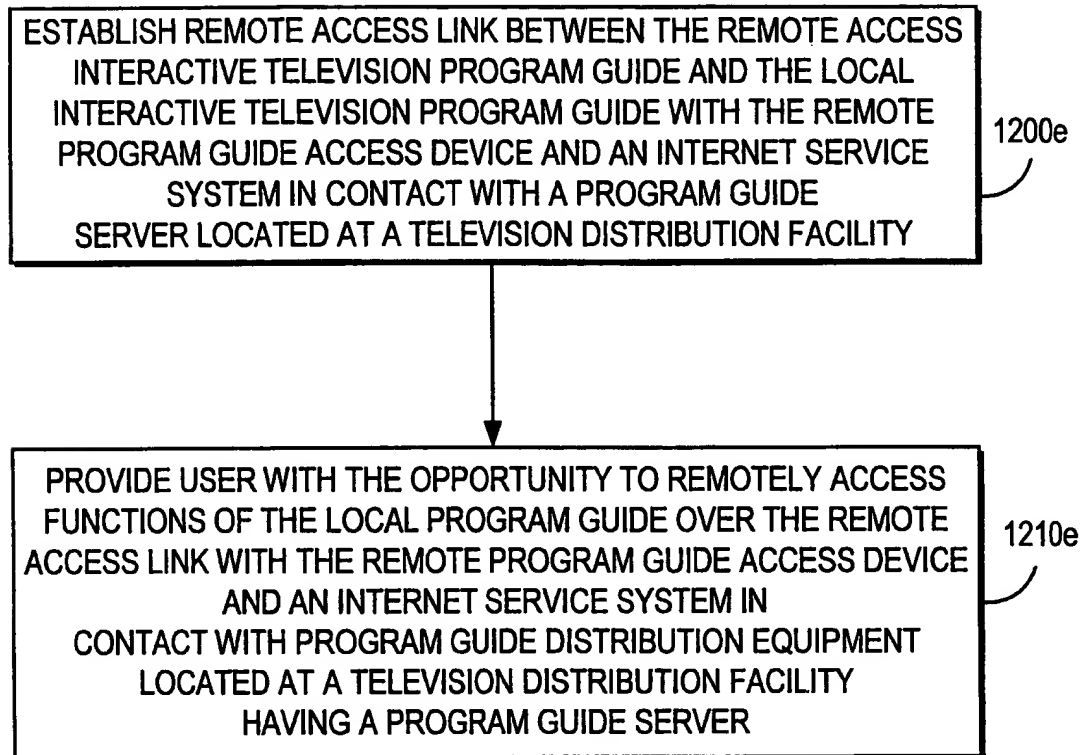 ESTABLISH REMOTE ACCESS LINK BETWEEN THE REMOTE ACCESS
INTERACTIVE TELEVISION PROGRAM GUIDE AND THE LOCAL
INTERACTIVE TELEVISION PROGRAM GUIDE WITH THE REMOTE
PROGRAM GUIDE ACCESS DEVICE AND AN INTERNET SERVICE
SYSTEM IN CONTACT WITH A PROGRAM GUIDE
SERVER LOCATED AT A TELEVISION DISTRIBUTION FACILITY
1200e
PROVIDE USER WITH THE OPPORTUNITY TO REMOTELY ACCESS
FUNCTIONS OF THE LOCAL PROGRAM GUIDE OVER THE REMOTE
ACCESS LINK WITH THE REMOTE PROGRAM GUIDE ACCESS DEVICE
AND AN INTERNET SERVICE SYSTEM IN
CONTACT WITH PROGRAM GUIDE DISTRIBUTION EQUIPMENT
LOCATED AT A TELEVISION DISTRIBUTION FACILITY
HAVING A PROGRAM GUIDE SERVER
1210e